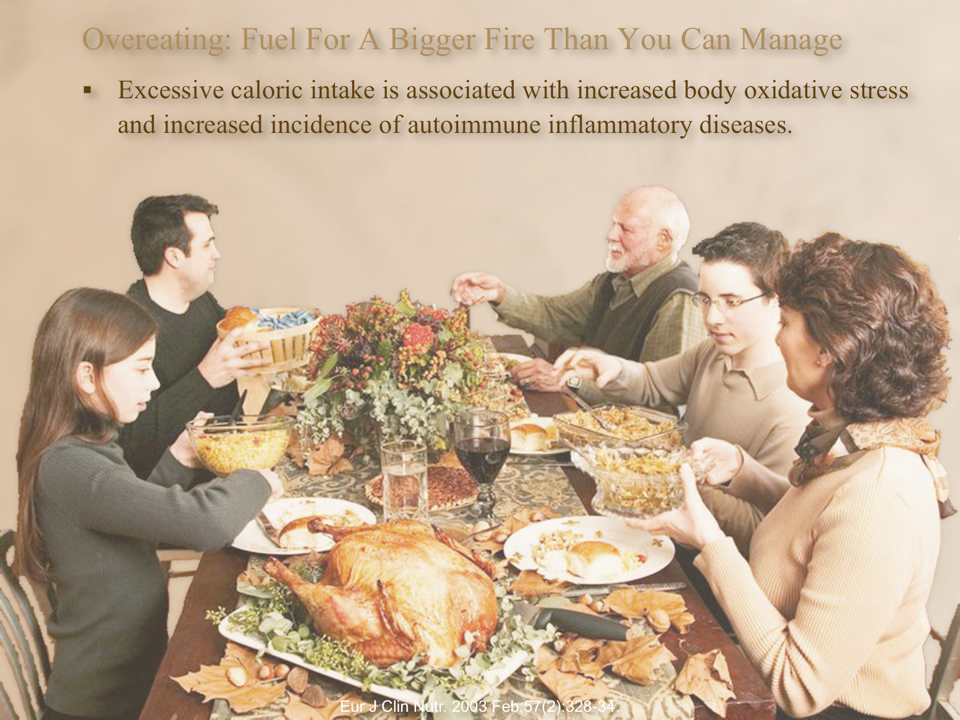 Overeating: Fuel For A Bigger Fire Than You Can Manage
▪ Excessive caloric intake is associated with increased body oxidative stress
and increased incidence of autoimmune inflammatory diseases.
Eur J Clin Nutr. 2003 Feb;57(2):328-34.